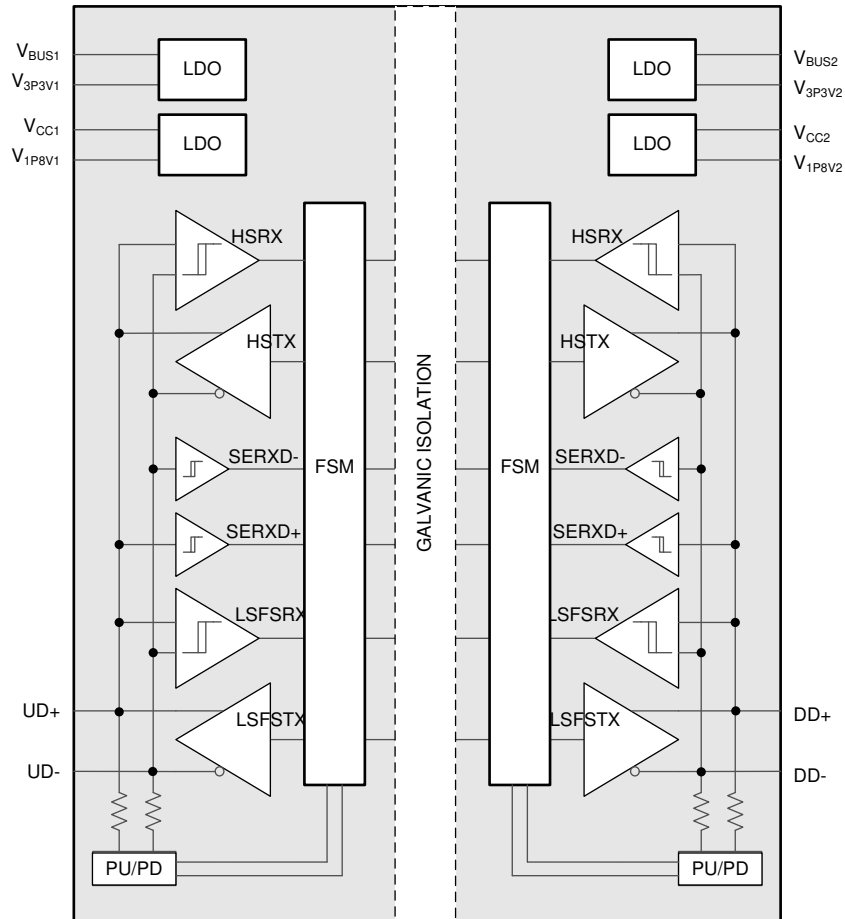 VBUS1
LDO
LDO
VBUS2
V3P3V1
V3P3V2
VCC1
LDO
LDO
VCC2
V1P8V1
V1P8V2
HSRX
HSRX
HSTX
HSTX
SERXD-
FSM
GALVANIC ISOLATION
FSM
SERXD-
SERXD+
SERXD+
LSFSRX
LSFSRX
UD+
LSFSTX
LSFSTX
DD+
UD-
DD-
PU/PD
PU/PD